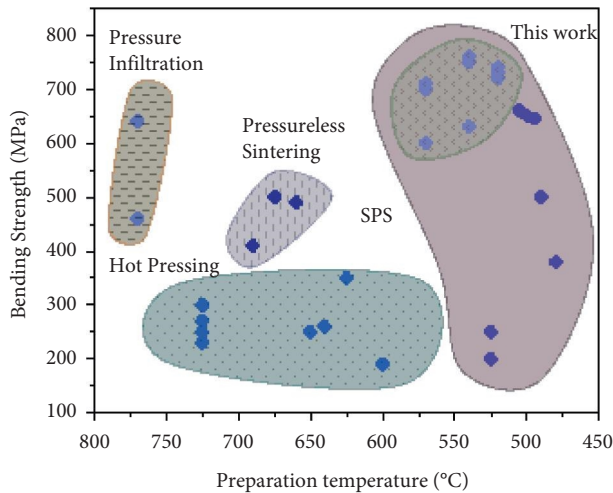 800
700
600
500
400
300
200
100
Bending Strength (MPa)
Pressure
Infiltration
This work
Pressureless
Sintering
SPS
Hot Pressing
800 750 700 650 600 550 500 450
Preparation temperature (°C)